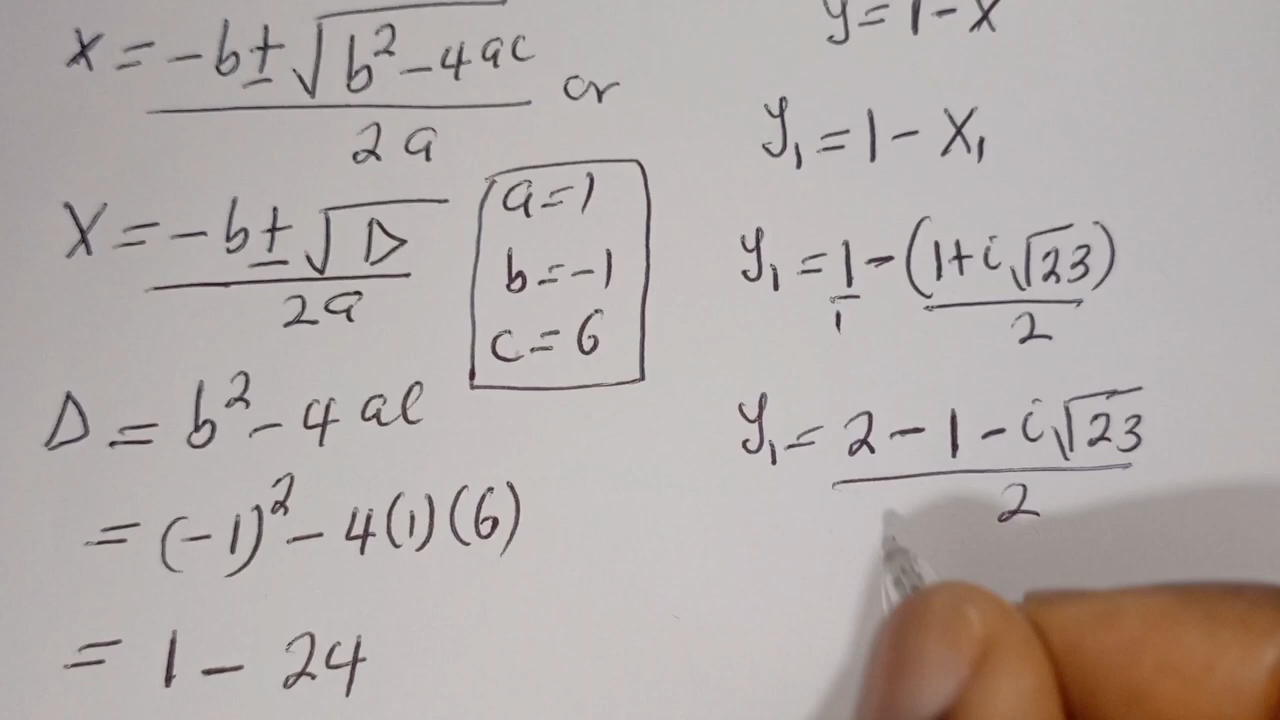 x = -b ± √b² - 4ac or
2a
x = -b ± √D
2a
a = 1
b = -1
c = 6
D = b² - 4ac
= (-1)² - 4(1)(6)
= 1 - 24
y = 1 - x
y₁ = 1 - x₁
y₁ = 1/1 - (1 + i√23)/2
y₁ = 2 - 1 - i√23
2